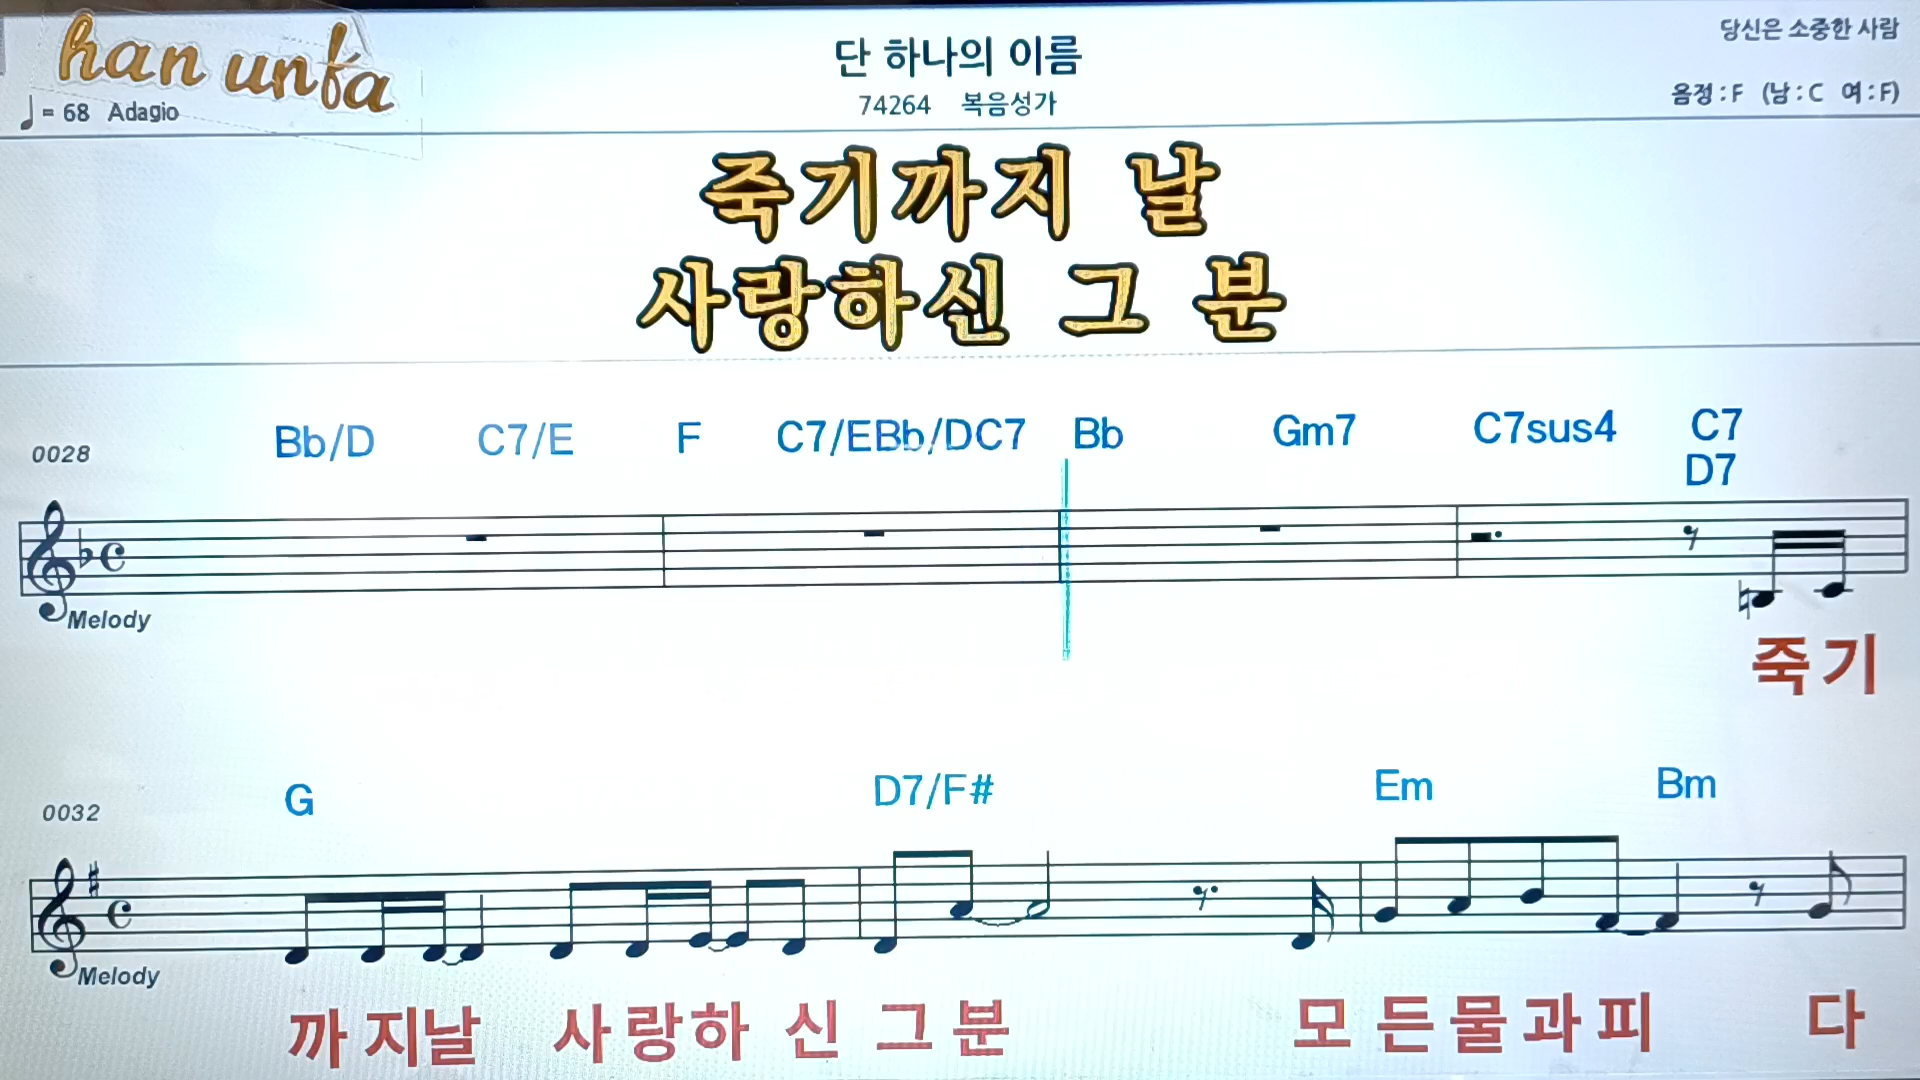 han unfa
당신은 소중한 사람
단 하나의 이름
= 68 Adagio
74264 복음성가
음정 : F (남 : C 여 : F)
죽기까지 날
사랑하신 그 분
0028 Bb/D C7/E F C7/E Bb/D C7 Bb Gm7 C7sus4 C7
D7
Melody
죽기
0032 G D7/F# Em Bm
Melody
까 지날 사랑하 신 그 분 모 든물과피 다